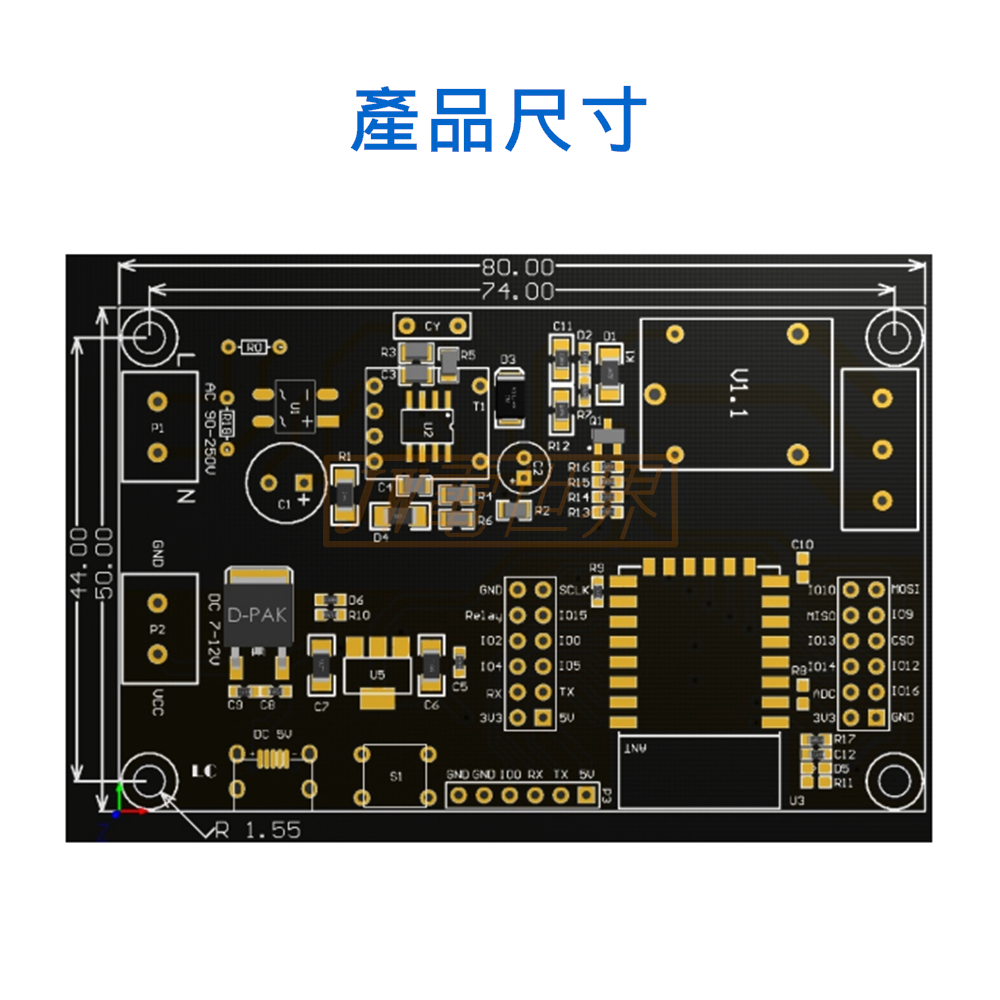 產品尺寸
80.00
74.00
44.00
50.00
R 1.55
L
AC 90-250V
N
P1
R0
R18
U1
C1
+
CY
R3
C3
R5
T1
U2
D3
C11
D2
D1
K1
R7
R12
Q1
V1.1
R1
C4
R4
R6
D4
C2
R2
R16
R15
R14
R13
GND
P2
VCC
DC 7-12V
D-PAK
C9
C8
D6
R10
C7
U5
C6
C5
GND
SCLK
Relay
IO15
IO2
IO0
IO4
IO5
RX
TX
3V3
5V
R9
C10
IO10
MOSI
MISO
IO9
IO13
CSO
IO14
IO12
ADC
IO16
3V3
GND
R8
ANT
R17
C12
D5
R11
U3
LC
DC 5V
S1
GND GND IO0 RX TX 5V
P3